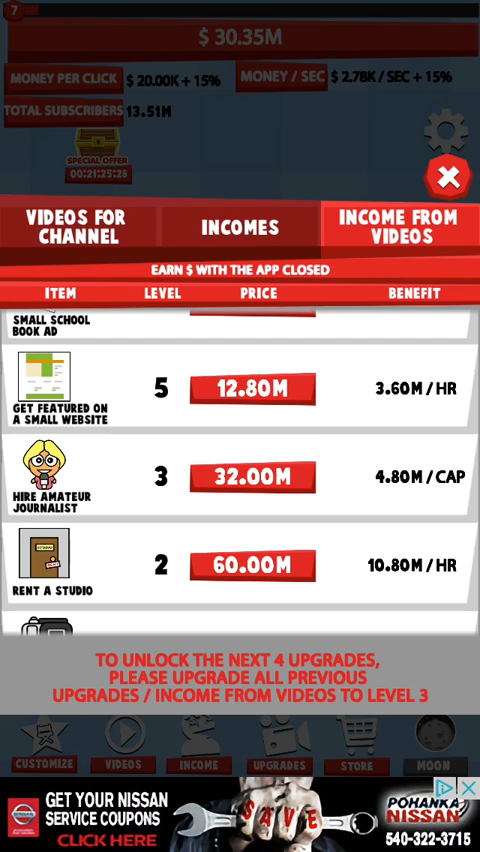 7
$ 30.35M
MONEY PER CLICK $ 20.00K + 15% MONEY / SEC $ 2.78K / SEC + 15%
TOTAL SUBSCRIBERS 13.51M
SPECIAL OFFER
00:21:25:28
VIDEOS FOR CHANNEL
INCOMES
INCOME FROM VIDEOS
EARN $ WITH THE APP CLOSED
ITEM LEVEL PRICE BENEFIT
SMALL SCHOOL
BOOK AD
5 12.80M 3.60M / HR
GET FEATURED ON
A SMALL WEBSITE
3 32.00M 4.80M / CAP
HIRE AMATEUR
JOURNALIST
2 60.00M 10.80M / HR
RENT A STUDIO
TO UNLOCK THE NEXT 4 UPGRADES,
PLEASE UPGRADE ALL PREVIOUS
UPGRADES / INCOME FROM VIDEOS TO LEVEL 3
CUSTOMIZE VIDEOS INCOME UPGRADES STORE MOON
GET YOUR NISSAN
SERVICE COUPONS
CLICK HERE
SAVE
POHANKA
NISSAN
540-322-3715